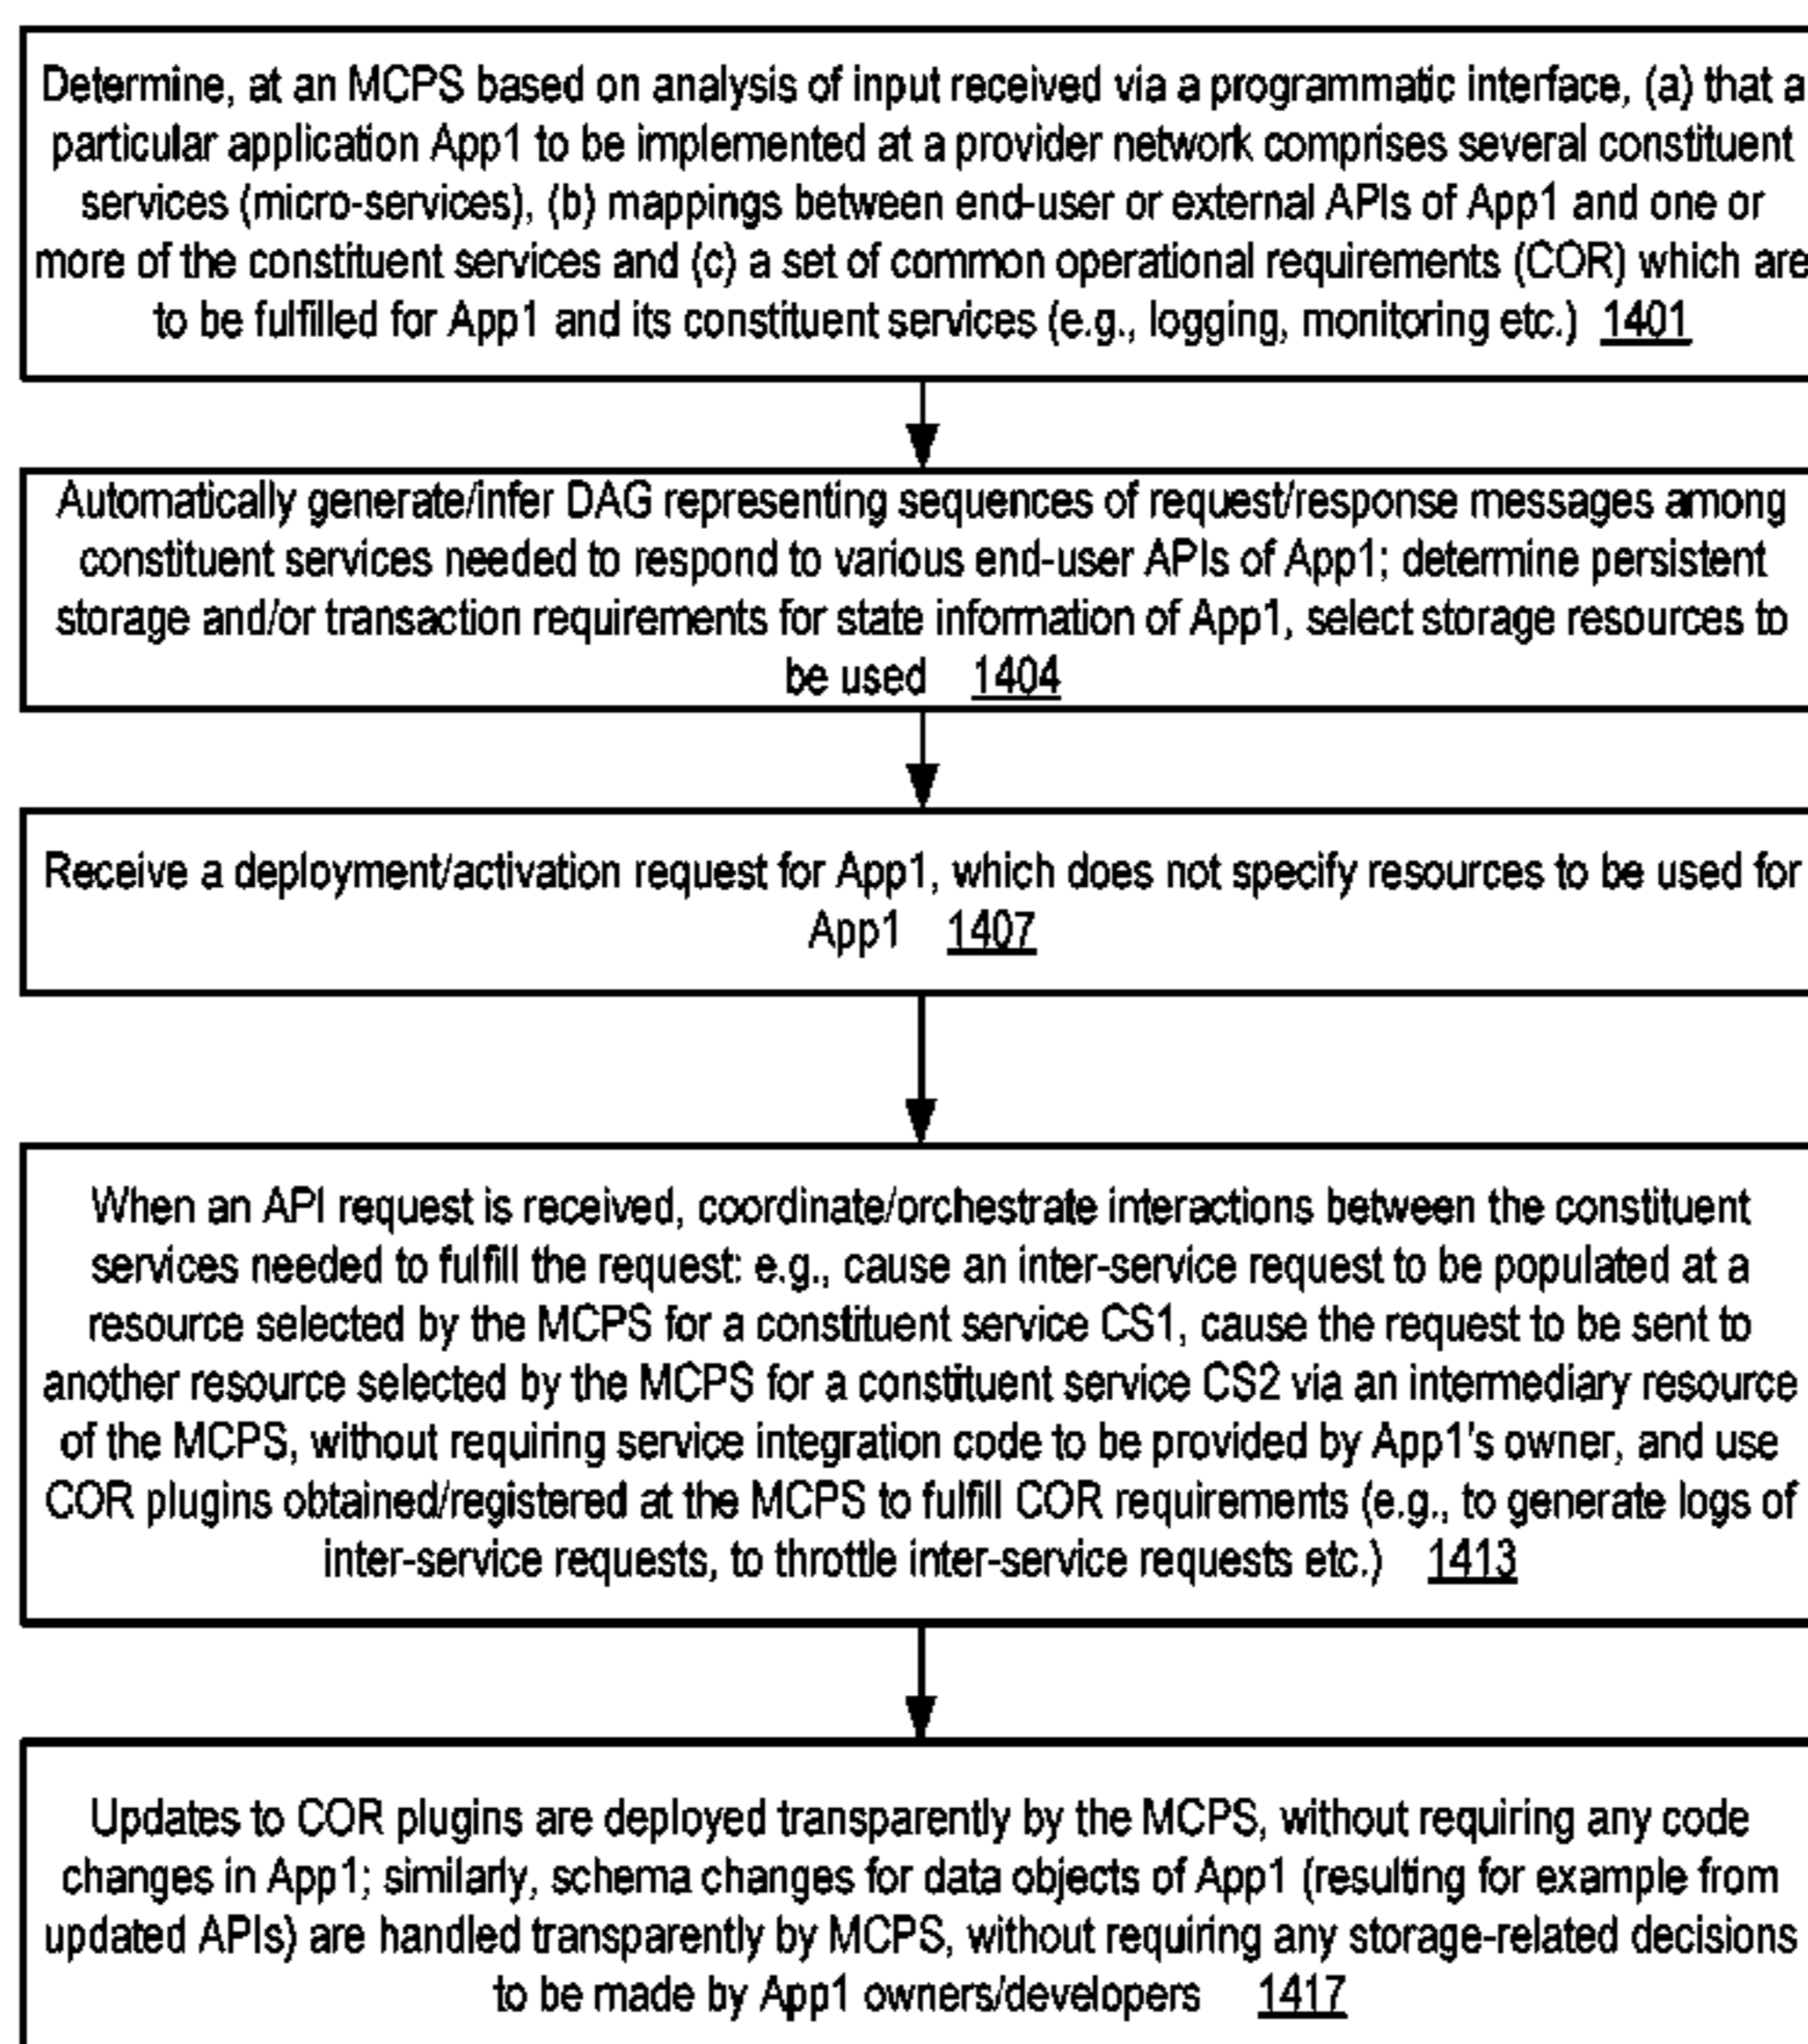 Determine, at an MCPS based on analysis of input received via a programmatic interface, (a) that a
particular application App1 to be implemented at a provider network comprises several constituent
services (micro-services), (b) mappings between end-user or external APIs of App1 and one or
more of the constituent services and (c) a set of common operational requirements (COR) which are
to be fulfilled for App1 and its constituent services (e.g., logging, monitoring etc.) 1401
Automatically generate/infer DAG representing sequences of request/response messages among
constituent services needed to respond to various end-user APIs of App1; determine persistent
storage and/or transaction requirements for state information of App1, select storage resources to
be used 1404
Receive a deployment/activation request for App1, which does not specify resources to be used for
App1 1407
When an API request is received, coordinate/orchestrate interactions between the constituent
services needed to fulfill the request: e.g., cause an inter-service request to be populated at a
resource selected by the MCPS for a constituent service CS1, cause the request to be sent to
another resource selected by the MCPS for a constituent service CS2 via an intermediary resource
of the MCPS, without requiring service integration code to be provided by App1's owner, and use
COR plugins obtained/registered at the MCPS to fulfill COR requirements (e.g., to generate logs of
inter-service requests, to throttle inter-service requests etc.) 1413
Updates to COR plugins are deployed transparently by the MCPS, without requiring any code
changes in App1; similarly, schema changes for data objects of App1 (resulting for example from
updated APIs) are handled transparently by MCPS, without requiring any storage-related decisions
to be made by App1 owners/developers 1417